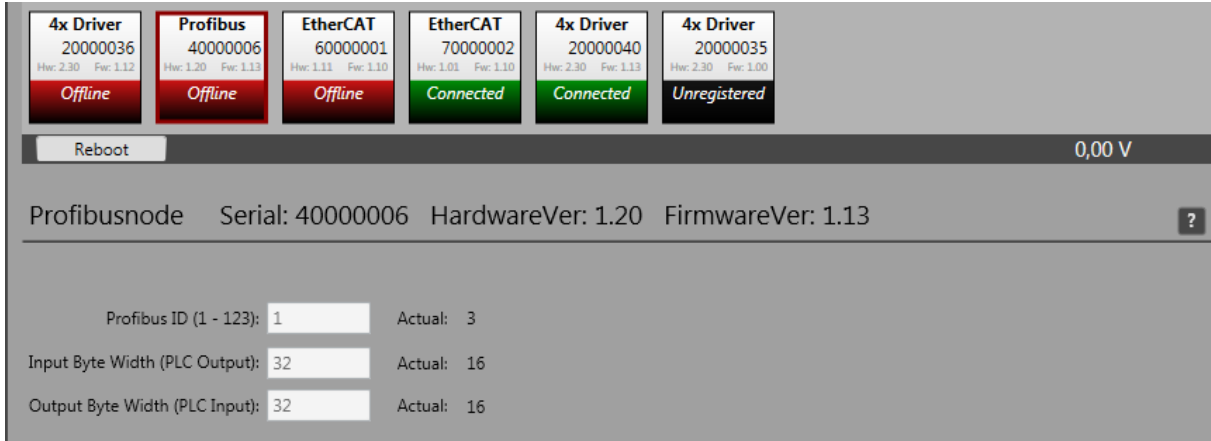 4x Driver
20000036
Hw: 2.30 Fw: 1.12
Offline
Profibus
40000006
Hw: 1.20 Fw: 1.13
Offline
EtherCAT
60000001
Hw: 1.11 Fw: 1.10
Offline
EtherCAT
70000002
Hw: 1.01 Fw: 1.10
Connected
4x Driver
20000040
Hw: 2.30 Fw: 1.13
Connected
4x Driver
20000035
Hw: 2.30 Fw: 1.00
Unregistered
Reboot 0,00 V
Profibusnode Serial: 40000006 HardwareVer: 1.20 FirmwareVer: 1.13 ?
Profibus ID (1 - 123): 1 Actual: 3
Input Byte Width (PLC Output): 32 Actual: 16
Output Byte Width (PLC Input): 32 Actual: 16